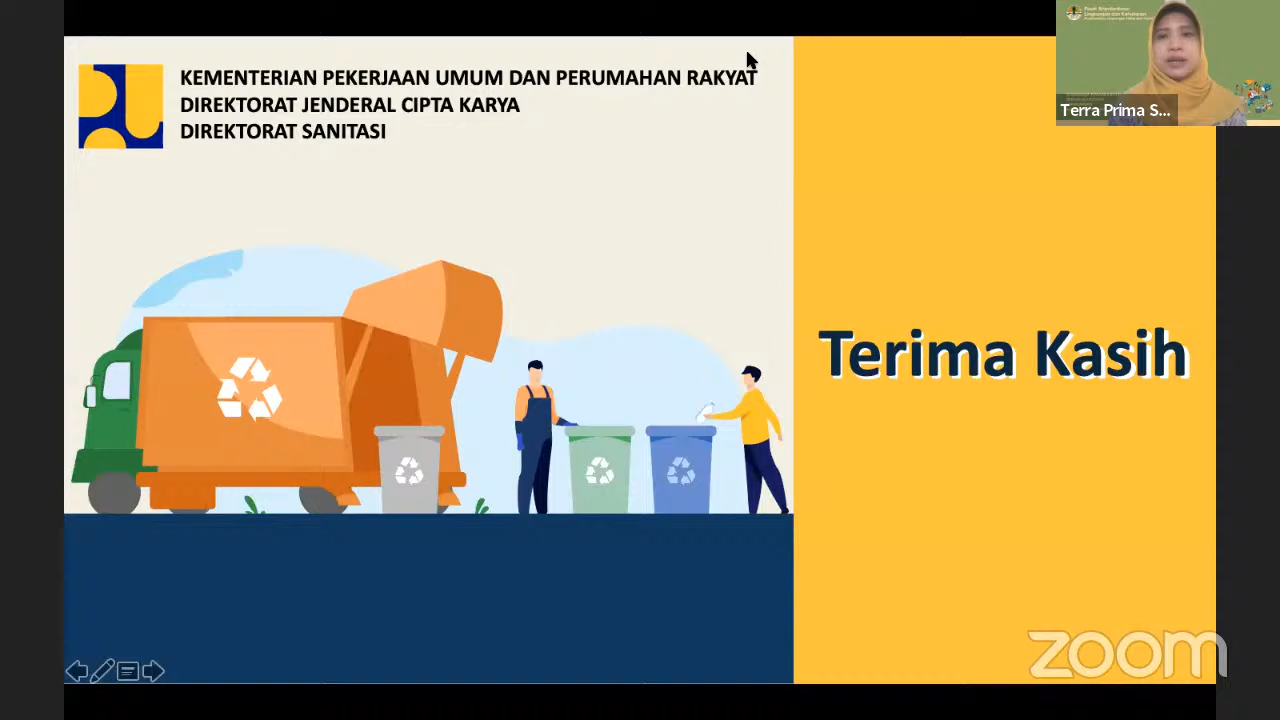 KEMENTERIAN PEKERJAAN UMUM DAN PERUMAHAN RAKYAT
DIREKTORAT JENDERAL CIPTA KARYA
DIREKTORAT SANITASI
Terra Prima S...
Terima Kasih
zoom